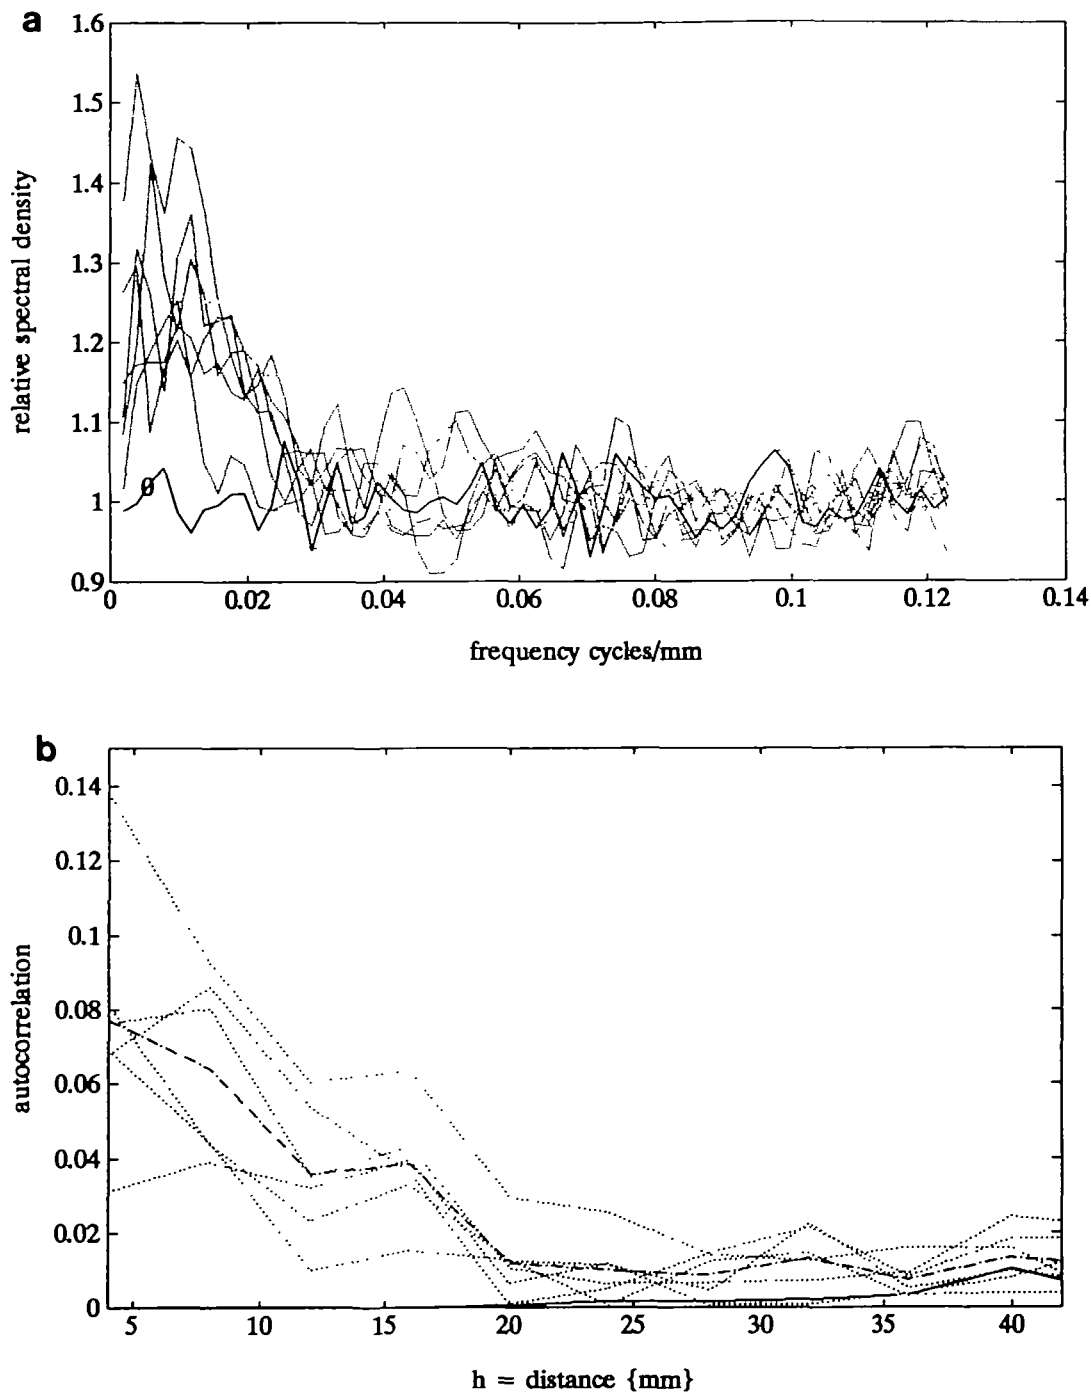 a
1.6
1.5
1.4
1.3
1.2
1.1
1
0.9
relative spectral density
0
0 0.02 0.04 0.06 0.08 0.1 0.12 0.14
frequency cycles/mm
b
0.14
0.12
0.1
0.08
0.06
0.04
0.02
0
autocorrelation
5 10 15 20 25 30 35 40
h = distance {mm}